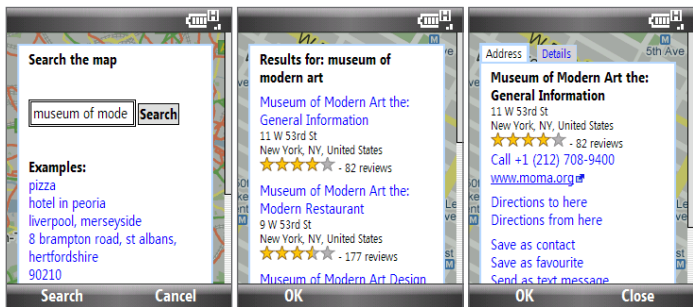 Search the map
museum of mode
Search
Examples:
pizza
hotel in peoria
liverpool, merseyside
8 brampton road, st albans,
hertfordshire
90210
Search
Cancel
Results for: museum of
modern art
Museum of Modern Art the:
General Information
11 W 53rd St
New York, NY, United States
- 82 reviews
Museum of Modern Art the:
Modern Restaurant
9 W 53rd St
New York, NY, United States
- 177 reviews
Museum of Modern Art Design
OK
5th Ave
Address
Details
Museum of Modern Art the:
General Information
11 W 53rd St
New York, NY, United States
- 82 reviews
Call +1 (212) 708-9400
www.moma.org
Directions to here
Directions from here
Save as contact
Save as favourite
Send as text message
OK
Close